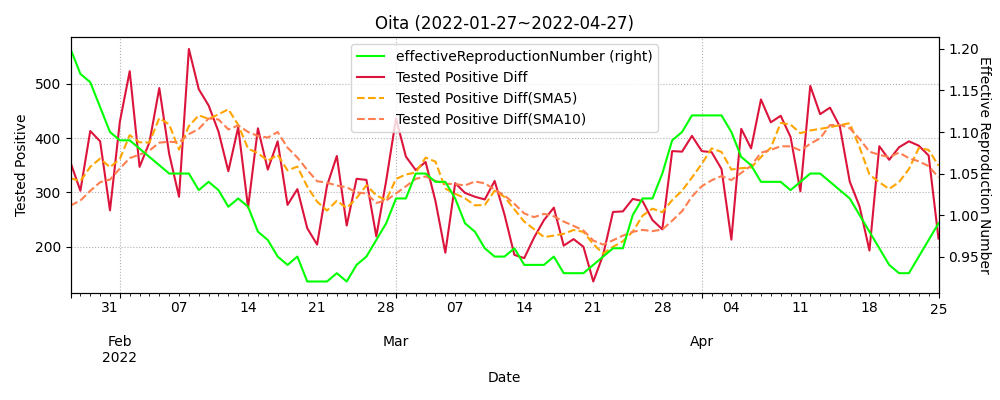 Oita (2022-01-27~2022-04-27)
effectiveReproductionNumber (right)
Tested Positive Diff
Tested Positive Diff(SMA5)
Tested Positive Diff(SMA10)
Tested Positive
500
400
300
200
1.20
1.15
1.10
1.05
1.00
0.95
Effective Reproduction Number
31 07 14 21 28 07 14 21 28 04 11 18 25
Feb Mar Apr
2022
Date